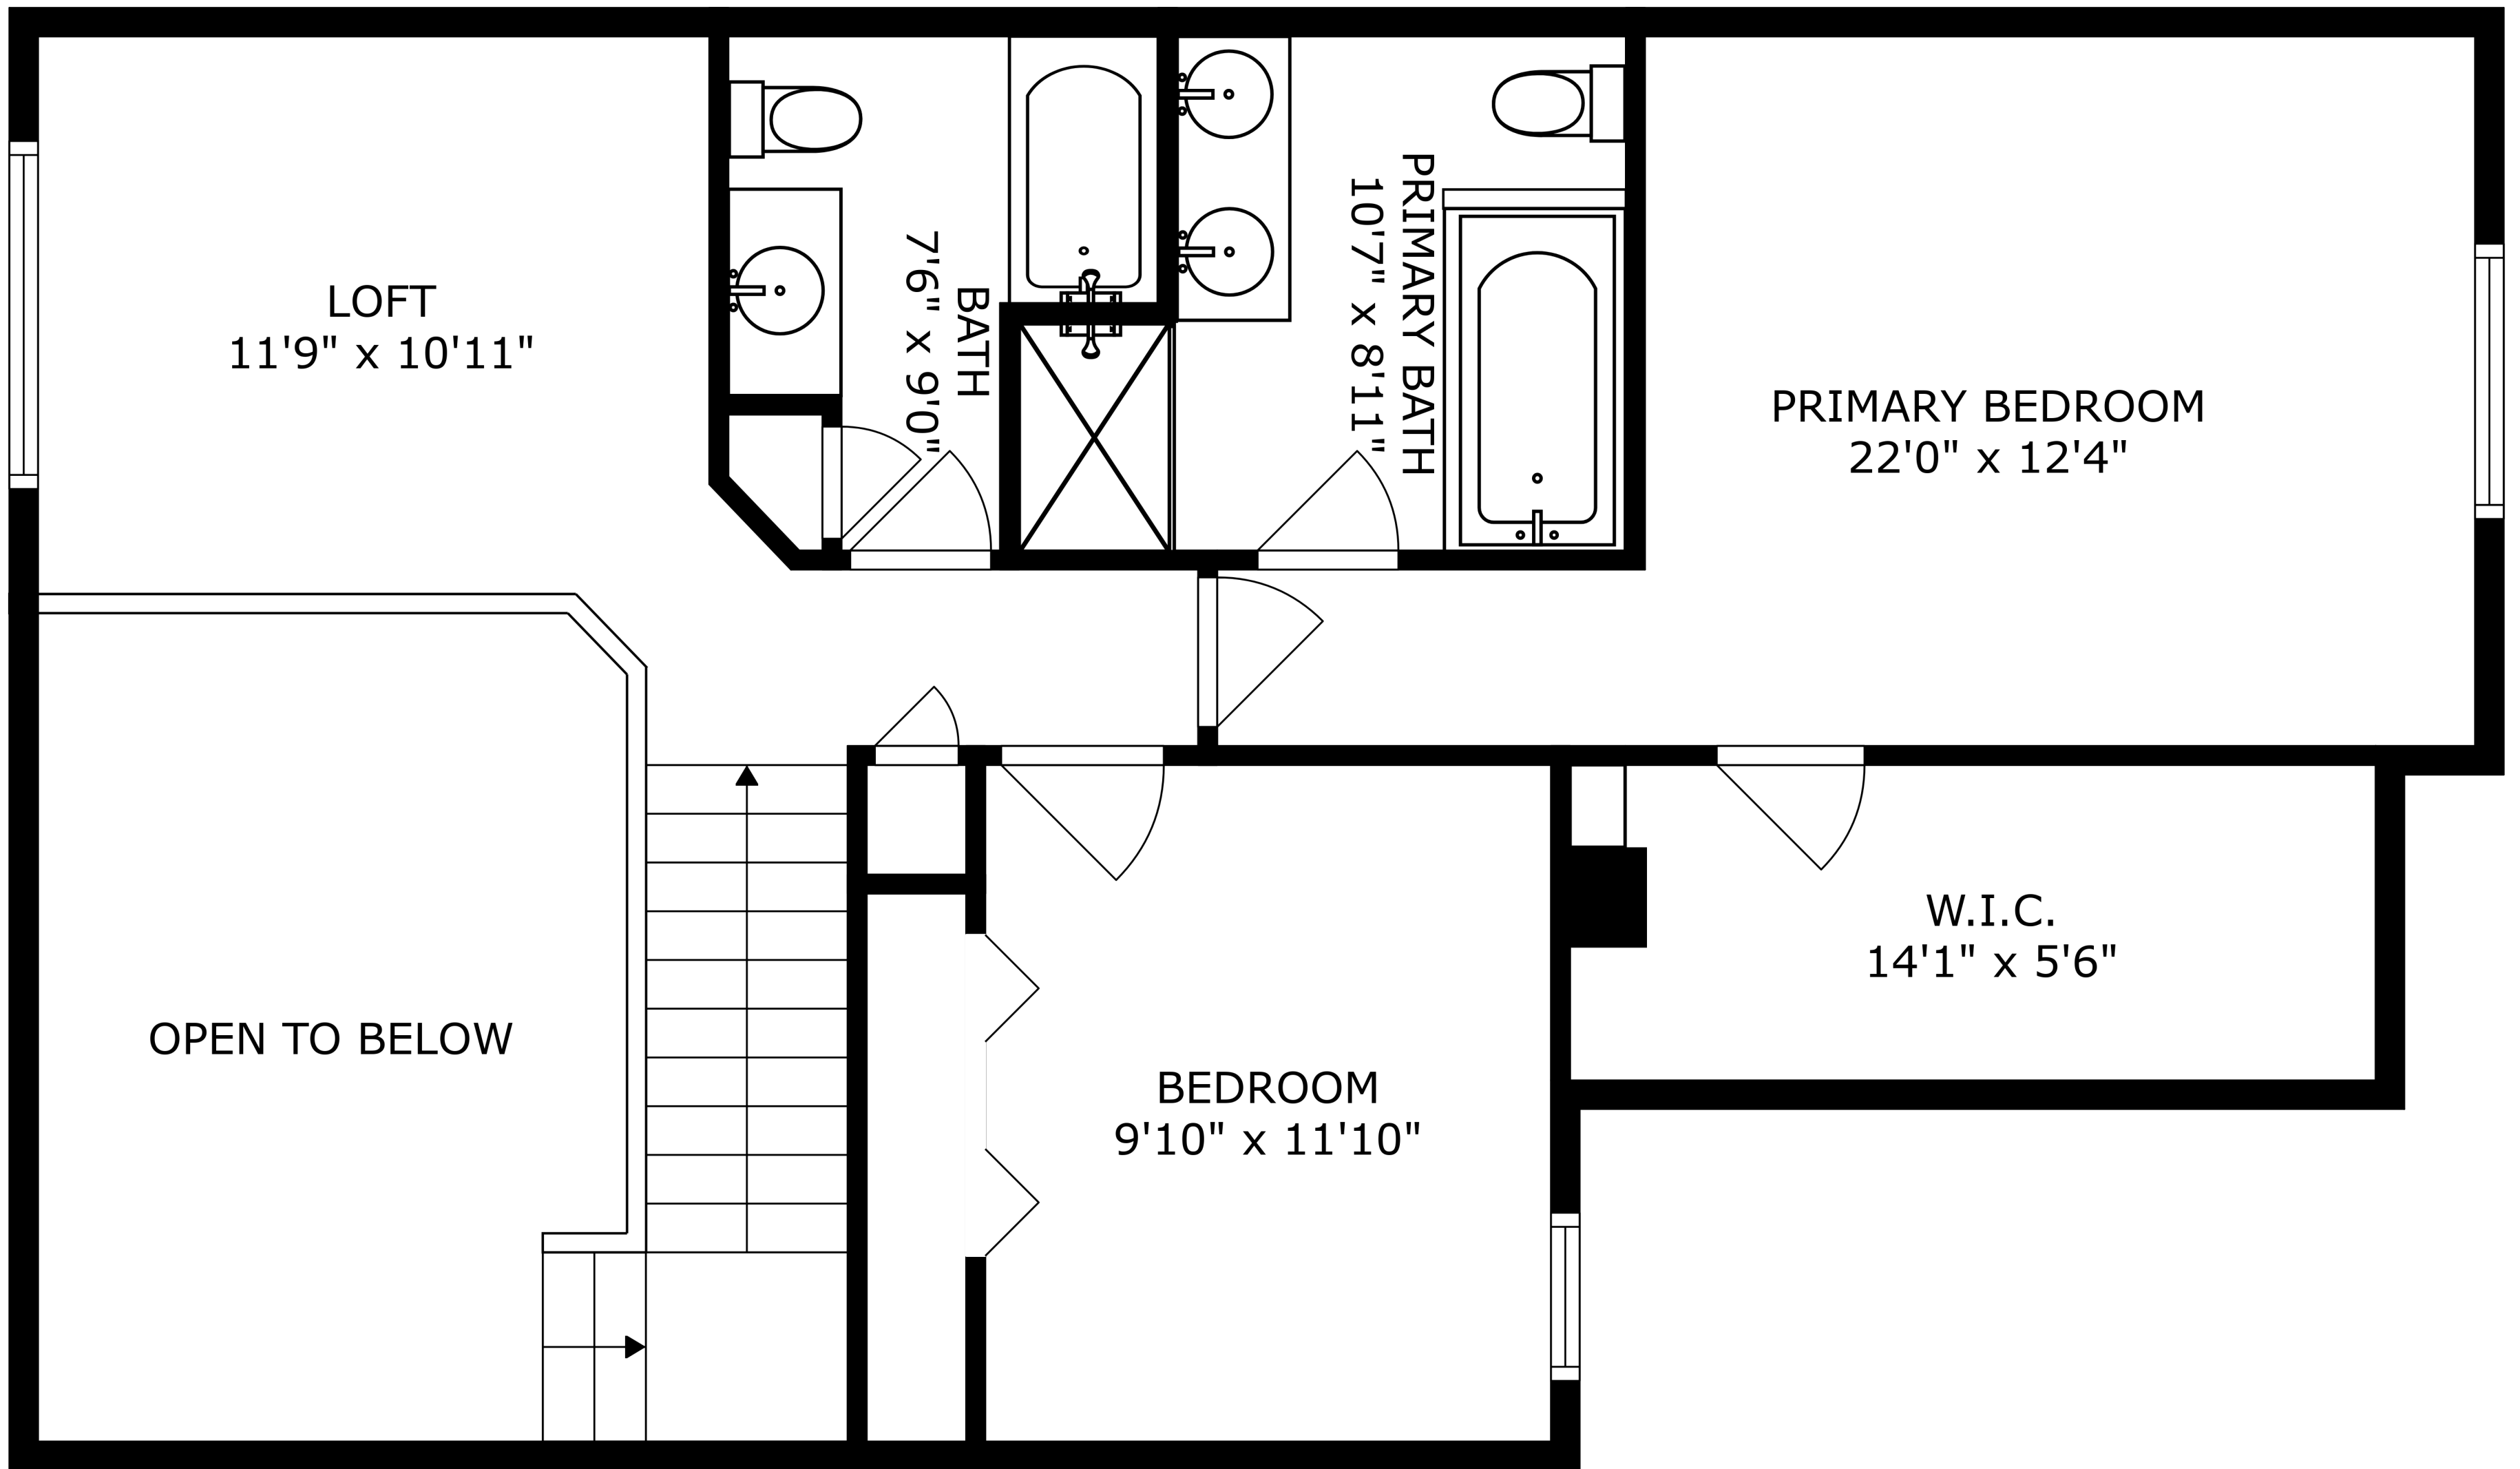 LOFT
11'9" x 10'11"
BATH
7'6" x 9'0"
PRIMARY BATH
10'7" x 8'11"
PRIMARY BEDROOM
22'0" x 12'4"
W.I.C.
14'1" x 5'6"
OPEN TO BELOW
BEDROOM
9'10" x 11'10"